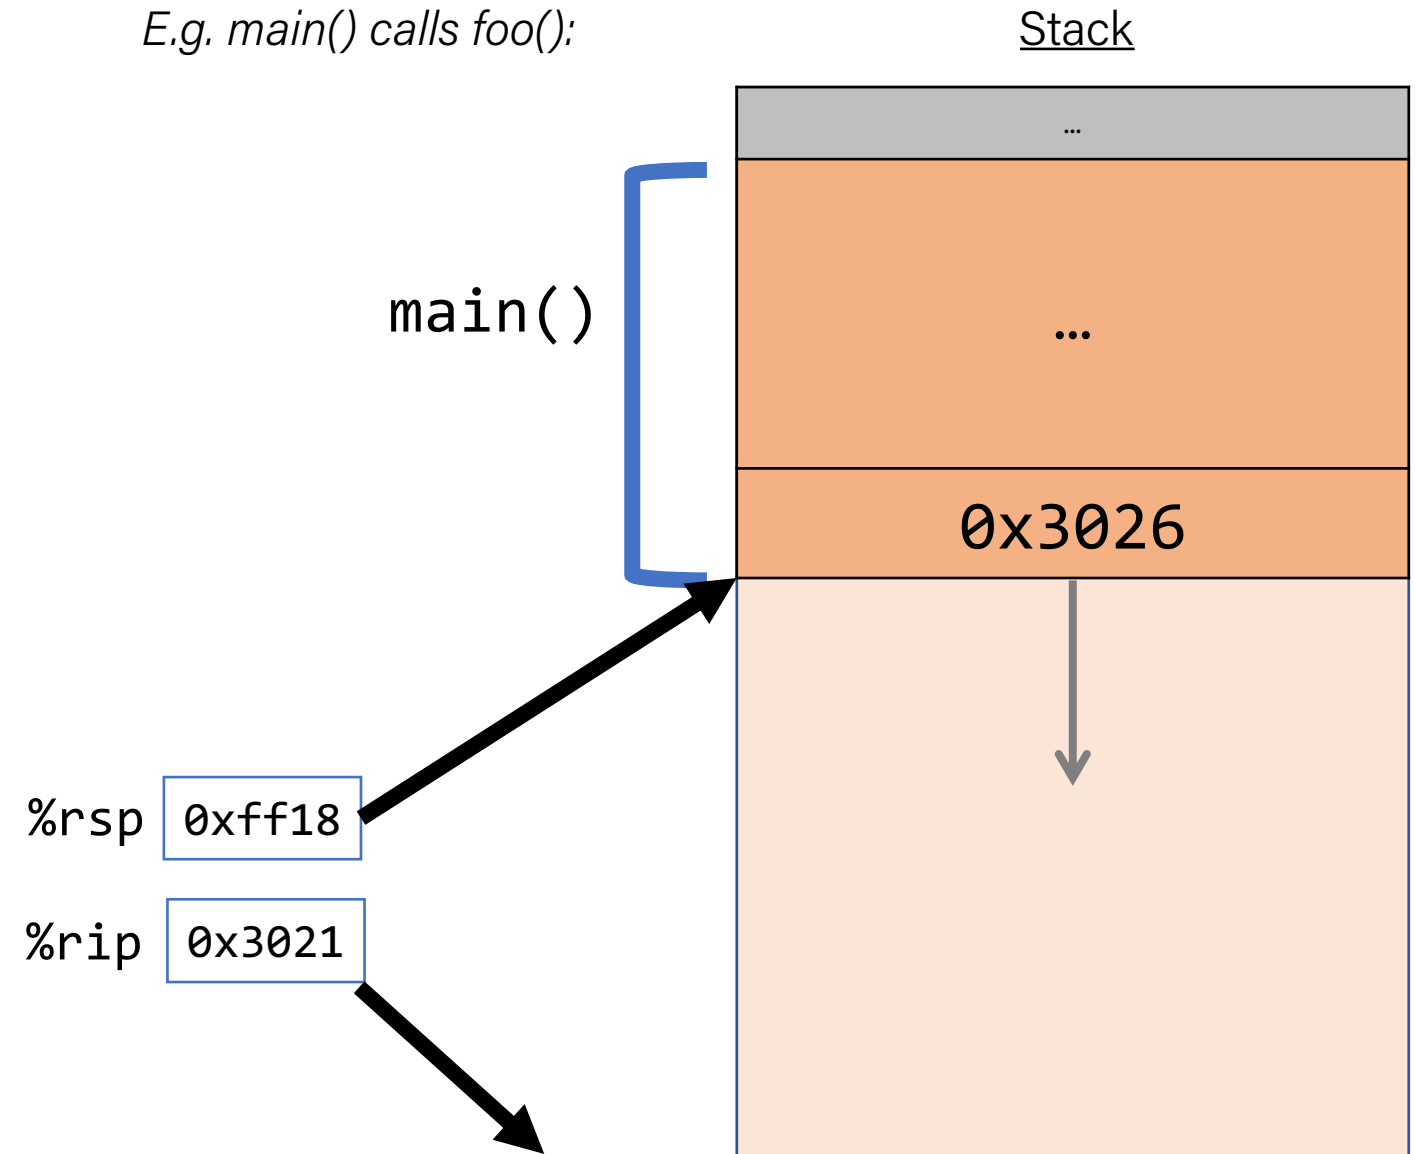 E.g. main() calls foo():
Stack
…
main()
…
0x3026
%rsp 0xff18
%rip 0x3021